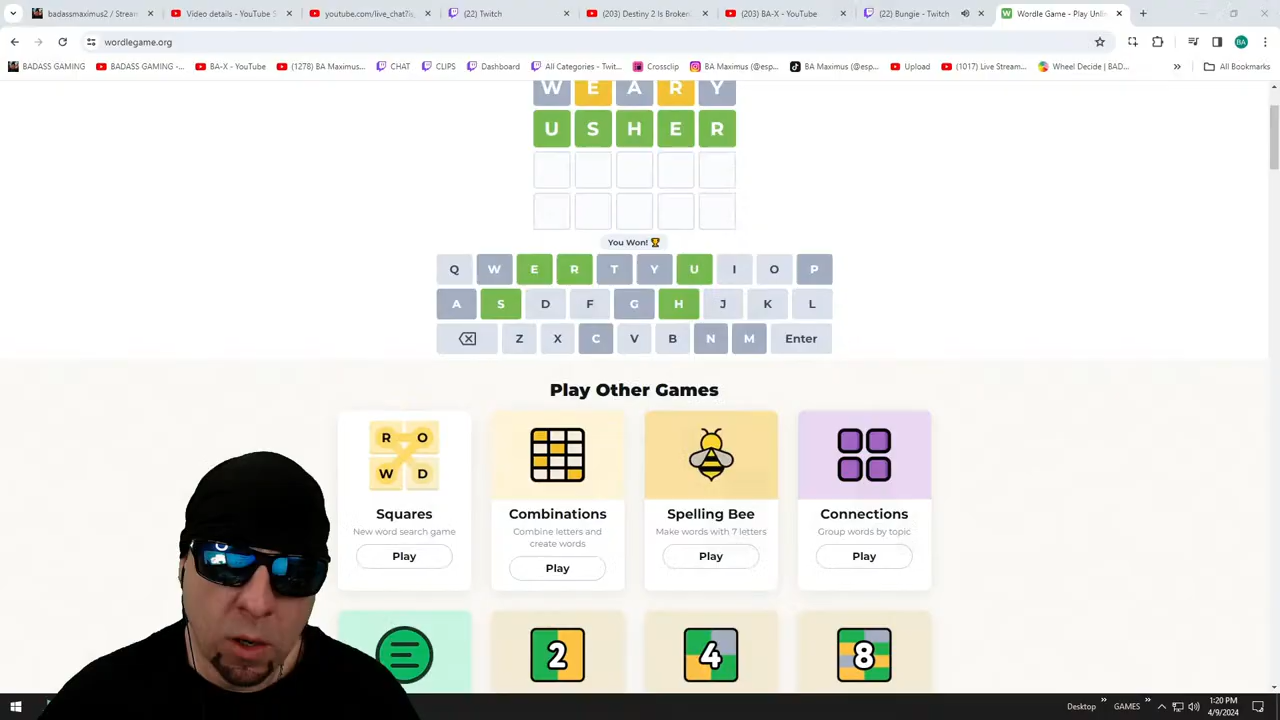 (22) Twitch
Video details - YouTube S
youtube.com/live_chat?is_
(22) Twitch
(203) Destiny 2 Is Broken
(203) BA-X - YouTube
(22) Bungie - Twitch
Wordle Game - Play Unli
wordlegame.org
BA
BADASS GAMING
BADASS GAMING -...
BA-X - YouTube
(1278) BA Maximus...
CHAT
CLIPS
Dashboard
All Categories - Twit...
Crossclip
BA Maximus (@esp...
BA Maximus (@esp...
Upload
(1017) Live Stream...
Wheel Decide | BAD...
All Bookmarks
W E A R Y
U S H E R
You Won!
Q W E R T Y U I O P
A S D F G H J K L
Z X C V B N M Enter
Play Other Games
R O
W D
Squares
New word search game
Play
Combinations
Combine letters and
create words
Play
Spelling Bee
Make words with 7 letters
Play
Connections
Group words by topic
Play
2
4
8
Desktop
GAMES
1:20 PM
4/9/2024